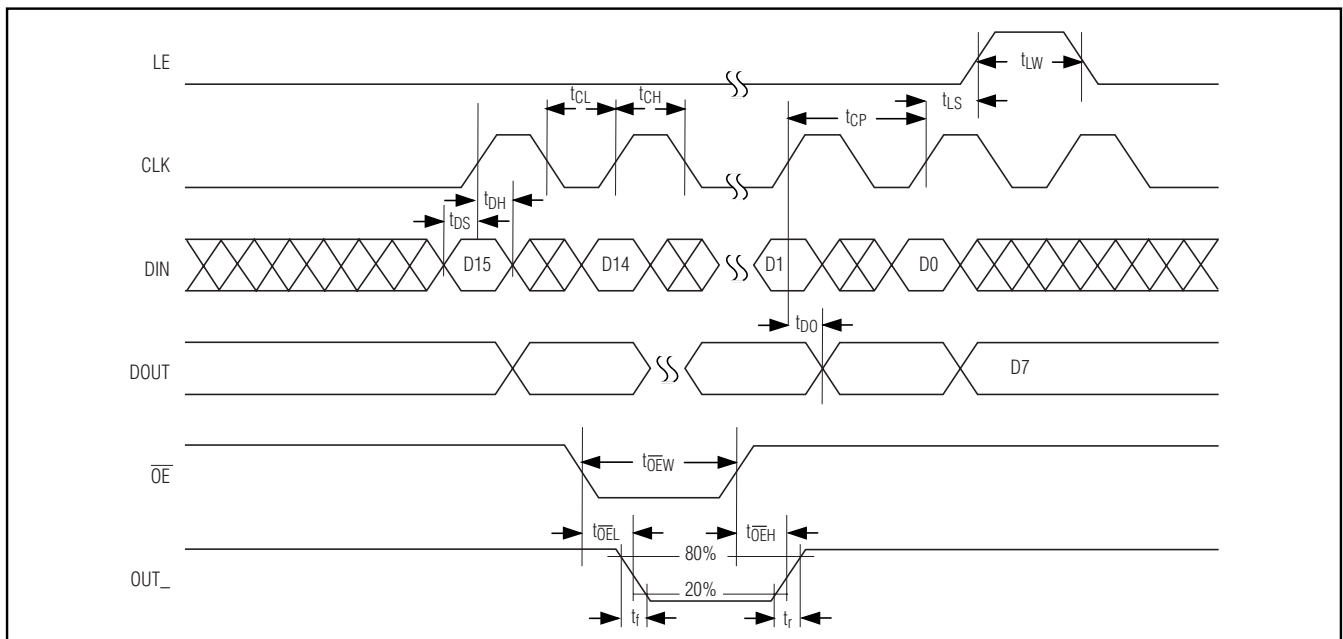 LE
tLW
tCL
tCH
tLS
tCP
CLK
tDH
tDS
DIN
D15
D14
D1
D0
tDO
DOUT
D7
OE
tOEW
tOEL
tOEH
80%
OUT_
20%
tf
tr